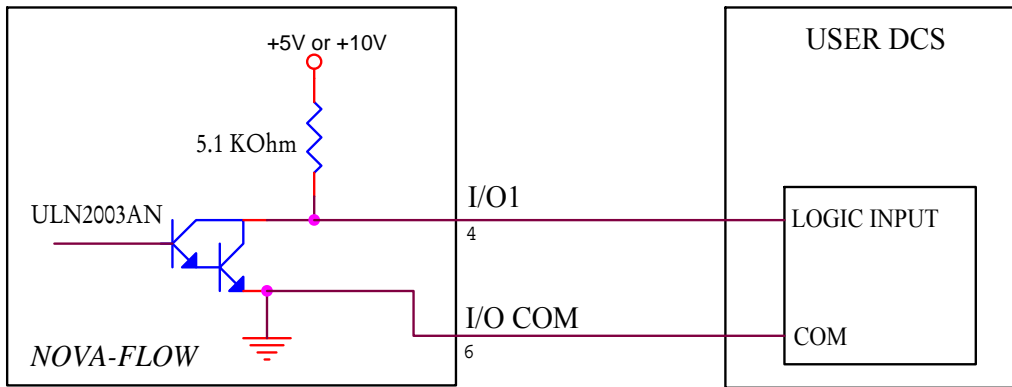 +5V or +10V
USER DCS
5.1 KOhm
I/O1
ULN2003AN
LOGIC INPUT
4
I/O COM
COM
6
NOVA-FLOW